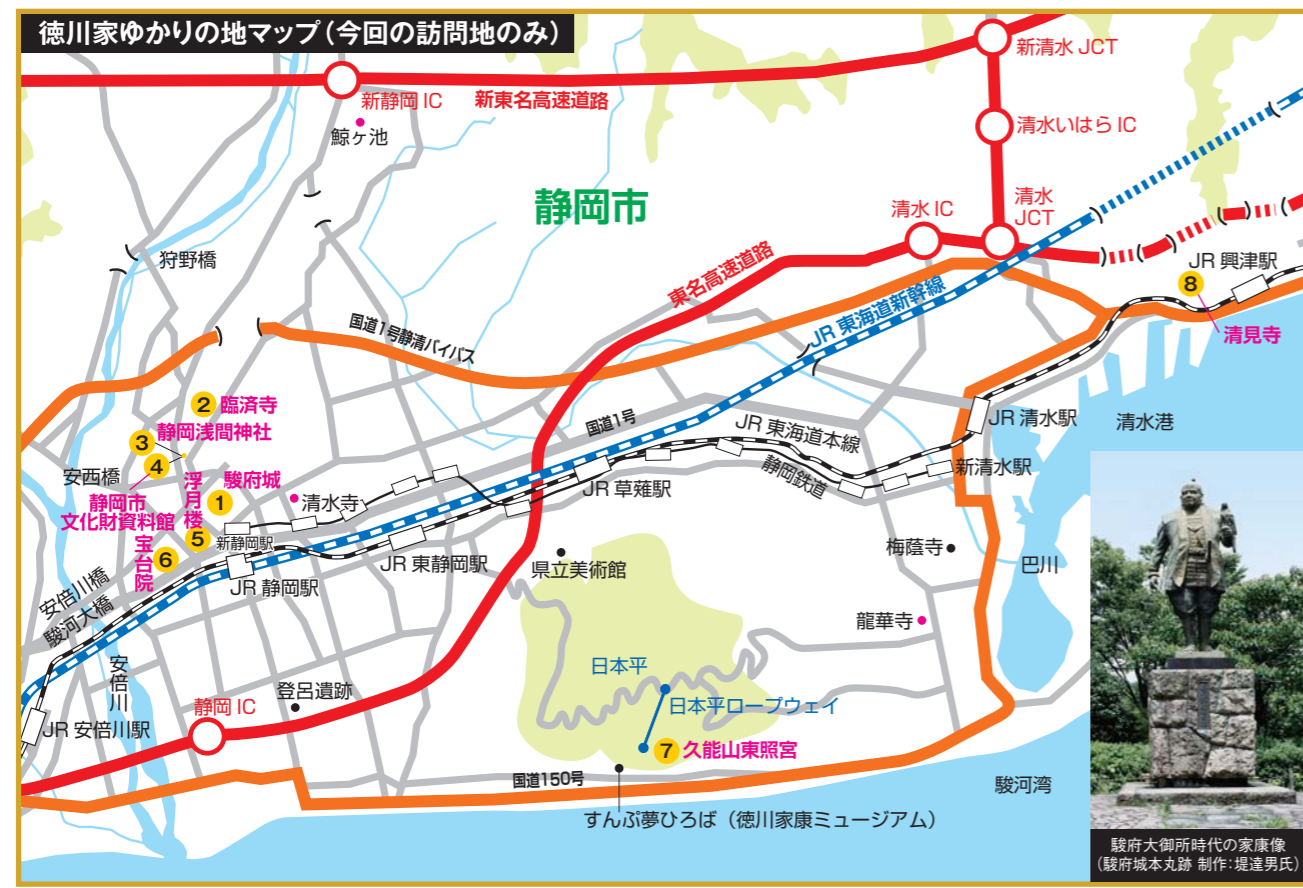 徳川家ゆかりの地マップ（今回の訪問地のみ）
新清水 JCT
新静岡 IC
新東名高速道路
鯨ヶ池
清水いはら IC
静岡市
清水 IC
清水
JCT
狩野橋
東名高速道路
JR 興津駅
8
清見寺
国道1号静清バイパス
JR 東海道新幹線
2 臨済寺
3 静岡浅間神社
国道1号
JR 東海道本線
JR 清水駅
清水港
安西橋
4
静岡市
文化財資料館
浮月楼
駿府城
1
清水寺
静岡鉄道
新清水駅
JR 草薙駅
5
新静岡駅
宝台院
6
JR 静岡駅
JR 東静岡駅
県立美術館
梅蔭寺
巴川
安倍川橋
駿河大橋
龍華寺
安倍川
登呂遺跡
日本平
日本平ロープウェイ
静岡 IC
JR 安倍川駅
7 久能山東照宮
国道150号
駿河湾
すんぷ夢ひろば（徳川家康ミュージアム）
駿府大御所時代の家康像
（駿府城本丸跡 制作：堤達男氏）